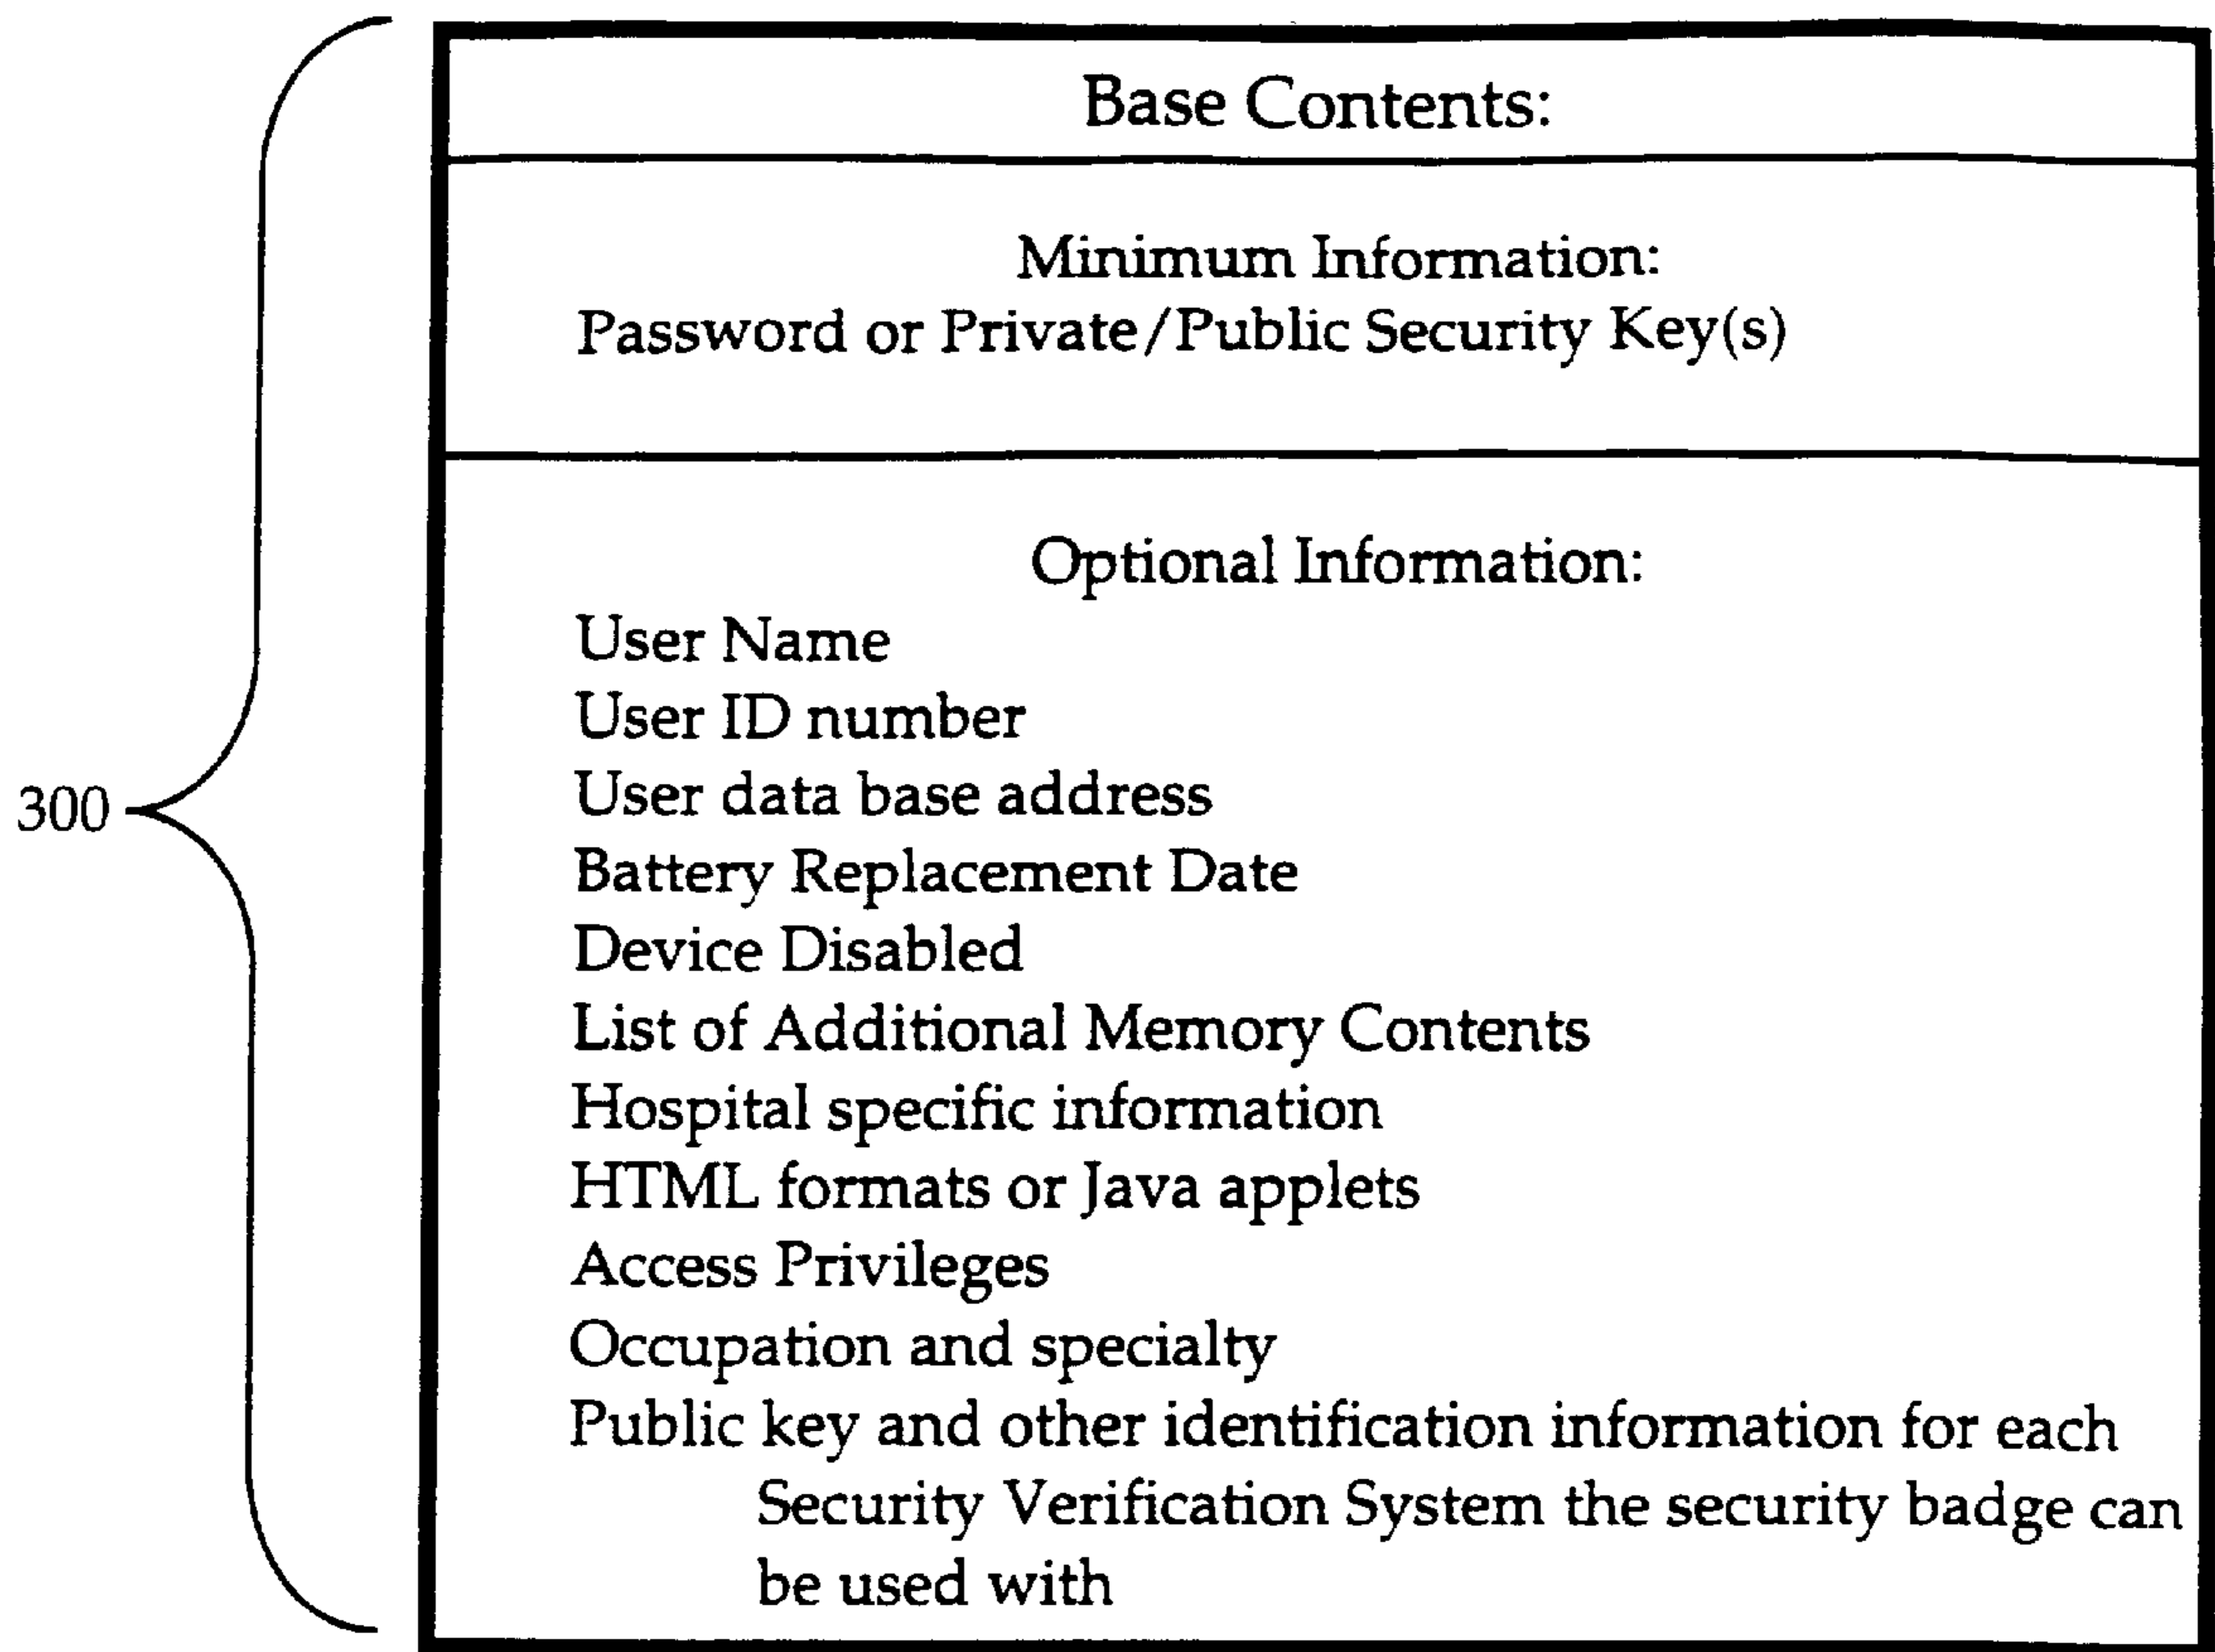 Base Contents:
Minimum Information:
Password or Private/Public Security Key(s)
Optional Information:
User Name
User ID number
User data base address
300
Battery Replacement Date
Device Disabled
List of Additional Memory Contents
Hospital specific information
HTML formats or Java applets
Access Privileges
Occupation and specialty
Public key and other identification information for each
Security Verification System the security badge can
be used with